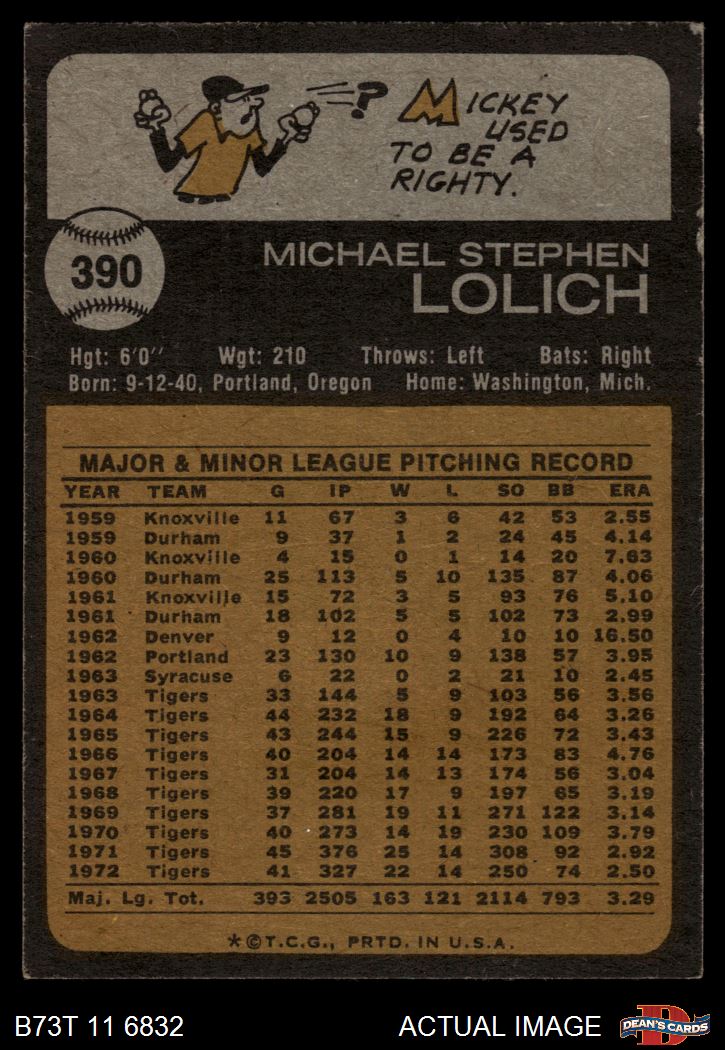 ?
MICKEY
USED
TO BE A
RIGHTY.
390
MICHAEL STEPHEN
LOLICH
Hgt: 6'0" Wgt: 210 Throws: Left Bats: Right
Born: 9-12-40, Portland, Oregon Home: Washington, Mich.
MAJOR & MINOR LEAGUE PITCHING RECORD
YEAR TEAM G IP W L SO BB ERA
1959 Knoxville 11 67 3 6 42 53 2.55
1959 Durham 9 37 1 2 24 45 4.14
1960 Knoxville 4 15 0 1 14 20 7.63
1960 Durham 25 113 5 10 135 87 4.06
1961 Knoxville 15 72 3 5 93 76 5.10
1961 Durham 18 102 5 5 102 73 2.99
1962 Denver 9 12 0 4 10 10 16.50
1962 Portland 23 130 10 9 138 57 3.95
1963 Syracuse 6 22 0 2 21 10 2.45
1963 Tigers 33 144 5 9 103 56 3.56
1964 Tigers 44 232 18 9 192 64 3.26
1965 Tigers 43 244 15 9 226 72 3.43
1966 Tigers 40 204 14 14 173 83 4.76
1967 Tigers 31 204 14 13 174 56 3.04
1968 Tigers 39 220 17 9 197 65 3.19
1969 Tigers 37 281 19 11 271 122 3.14
1970 Tigers 40 273 14 19 230 109 3.79
1971 Tigers 45 376 25 14 308 92 2.92
1972 Tigers 41 327 22 14 250 74 2.50
Maj. Lg. Tot. 393 2505 163 121 2114 793 3.29
*©T.C.G., PRTD. IN U.S.A.
B73T 11 6832 ACTUAL IMAGE D DEAN'S CARDS